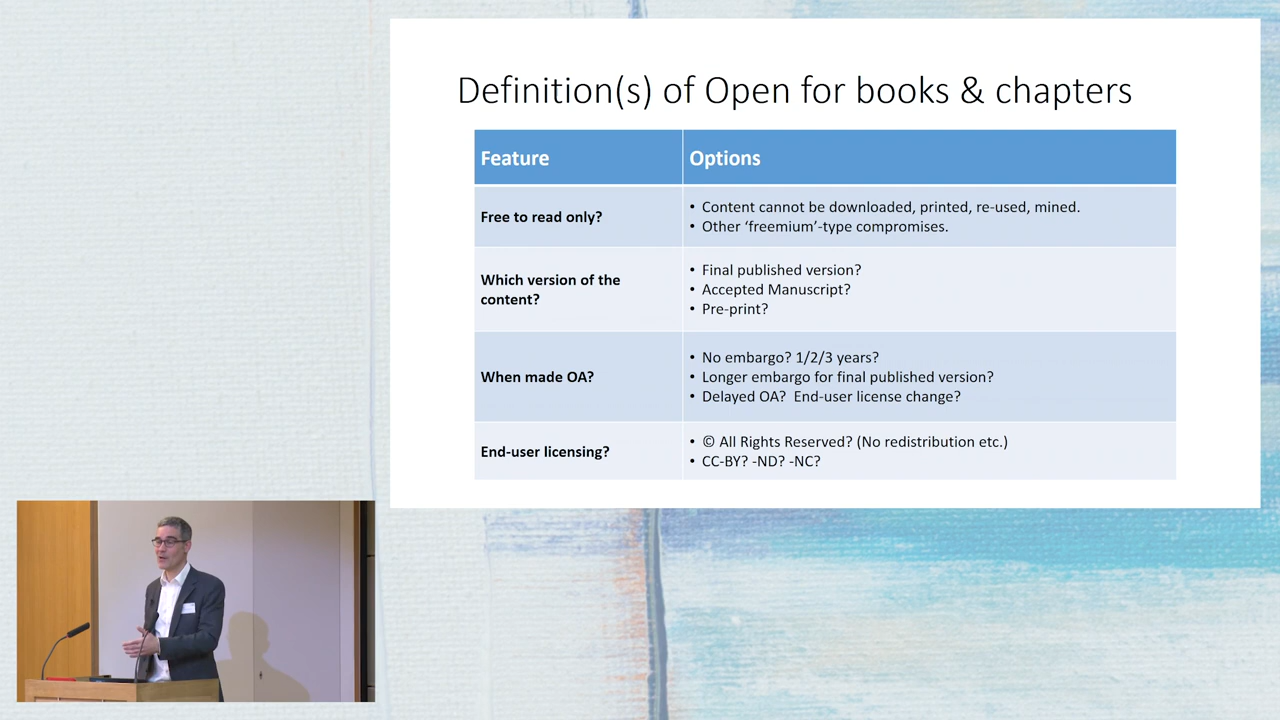 Definition(s) of Open for books & chapters
Feature
Options
Free to read only?
• Content cannot be downloaded, printed, re-used, mined.
• Other ‘freemium’-type compromises.
Which version of the
content?
• Final published version?
• Accepted Manuscript?
• Pre-print?
When made OA?
• No embargo? 1/2/3 years?
• Longer embargo for final published version?
• Delayed OA?  End-user license change?
End-user licensing?
• © All Rights Reserved? (No redistribution etc.)
• CC-BY? -ND? -NC?